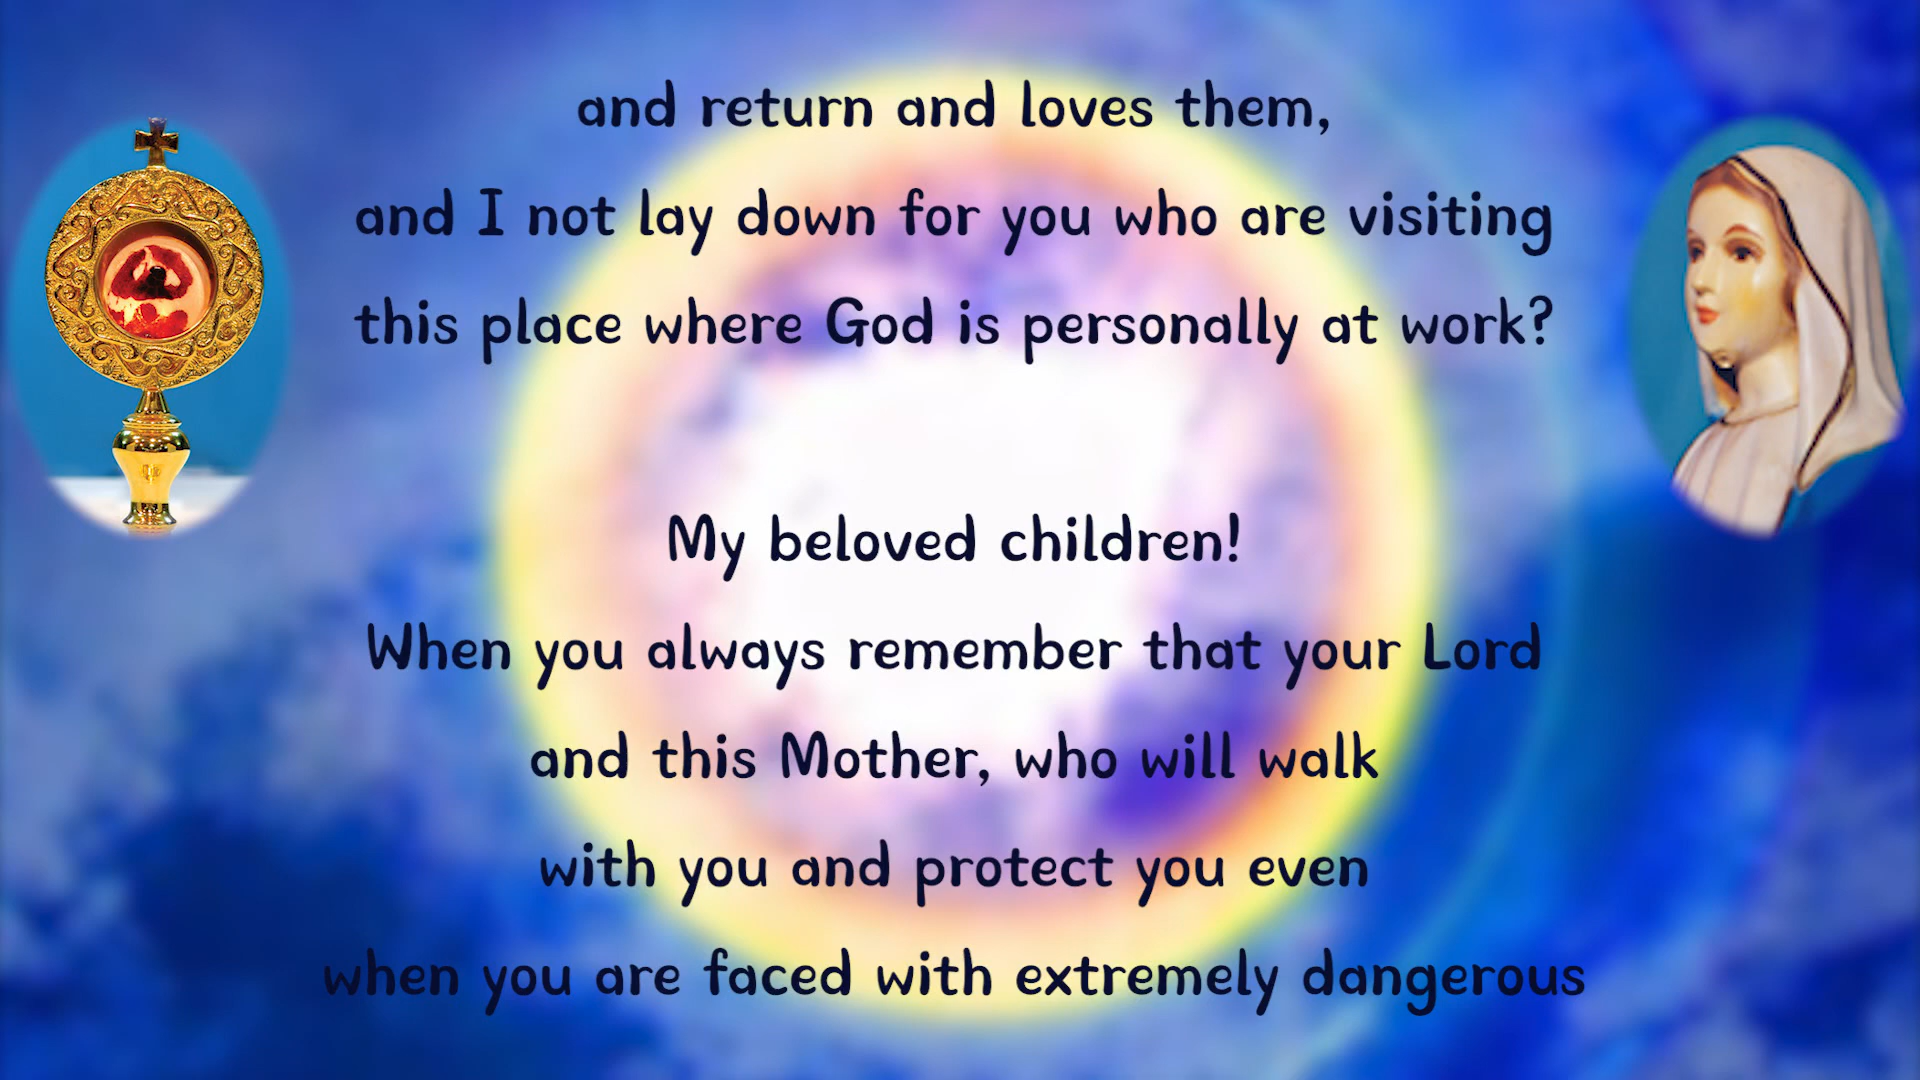 and return and loves them,
and I not lay down for you who are visiting
this place where God is personally at work?
My beloved children!
When you always remember that your Lord
and this Mother, who will walk
with you and protect you even
when you are faced with extremely dangerous